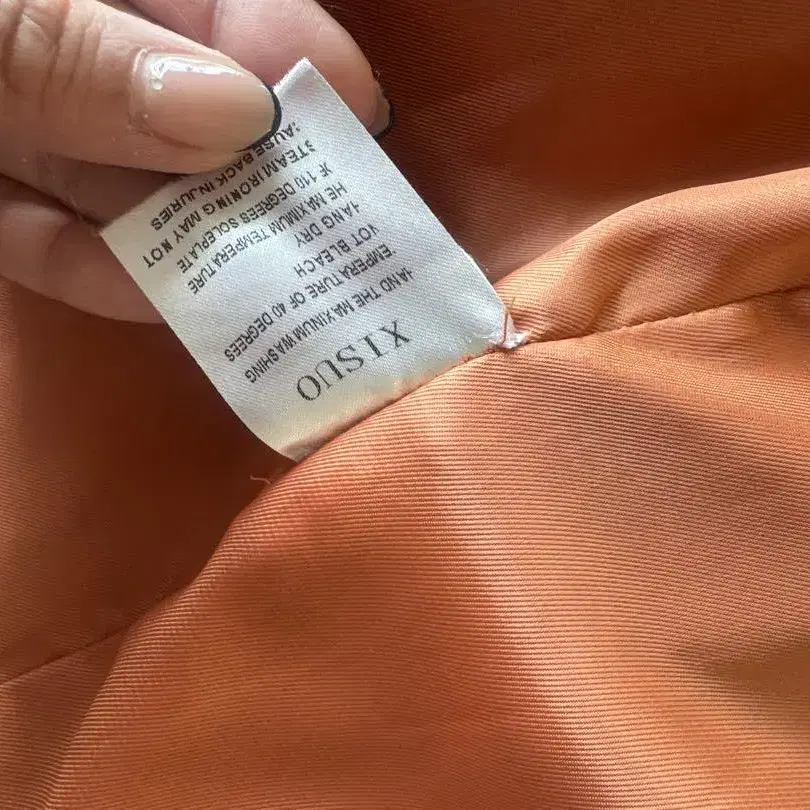 XISUO
HAND THE MAXINUM WASHING
TEMPERATURE OF 40 DEGREES
NOT BLEACH
HANG DRY
THE MAXIMUM TEMPERATURE
OF 110 DEGREES SOLEPLATE
STEAM IRONING MAY NOT
CAUSE BACK INJURIES